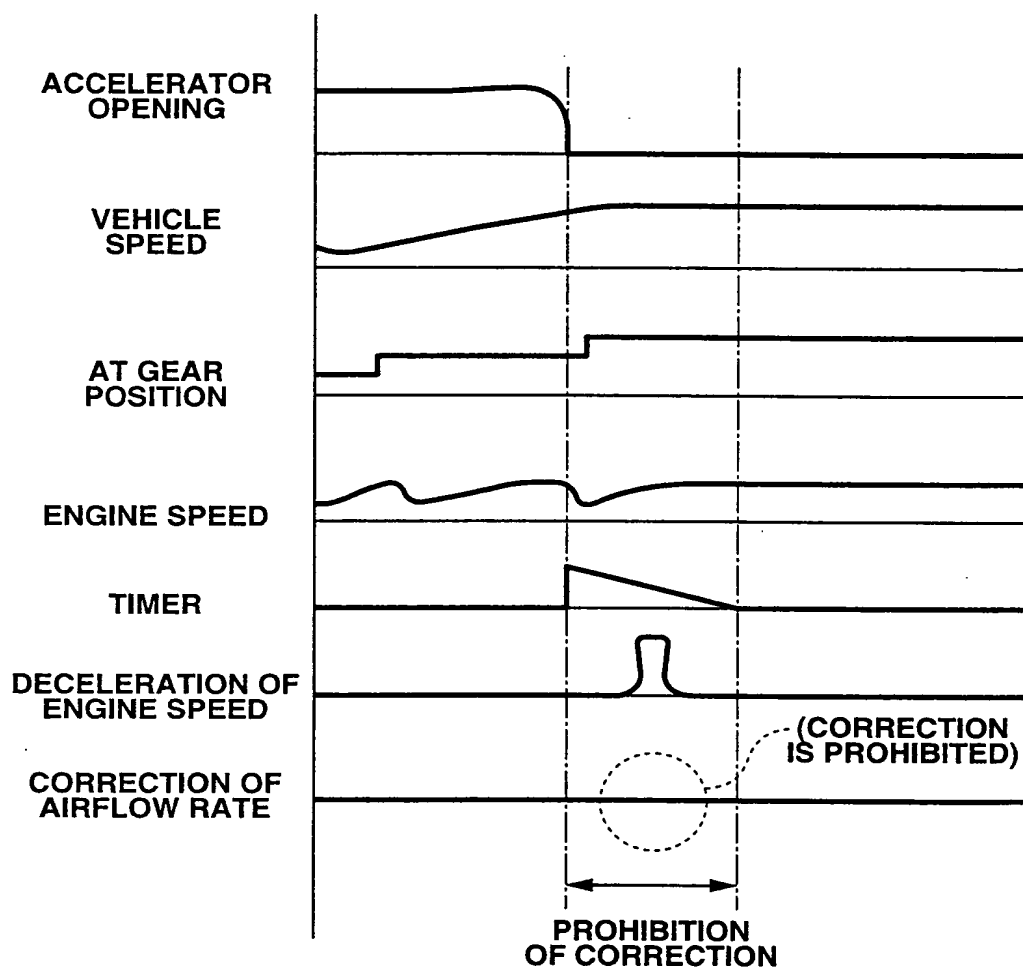 ACCELERATOR
OPENING
VEHICLE
SPEED
AT GEAR
POSITION
ENGINE SPEED
TIMER
DECELERATION OF
ENGINE SPEED
(CORRECTION
IS PROHIBITED)
CORRECTION OF
AIRFLOW RATE
PROHIBITION
OF CORRECTION